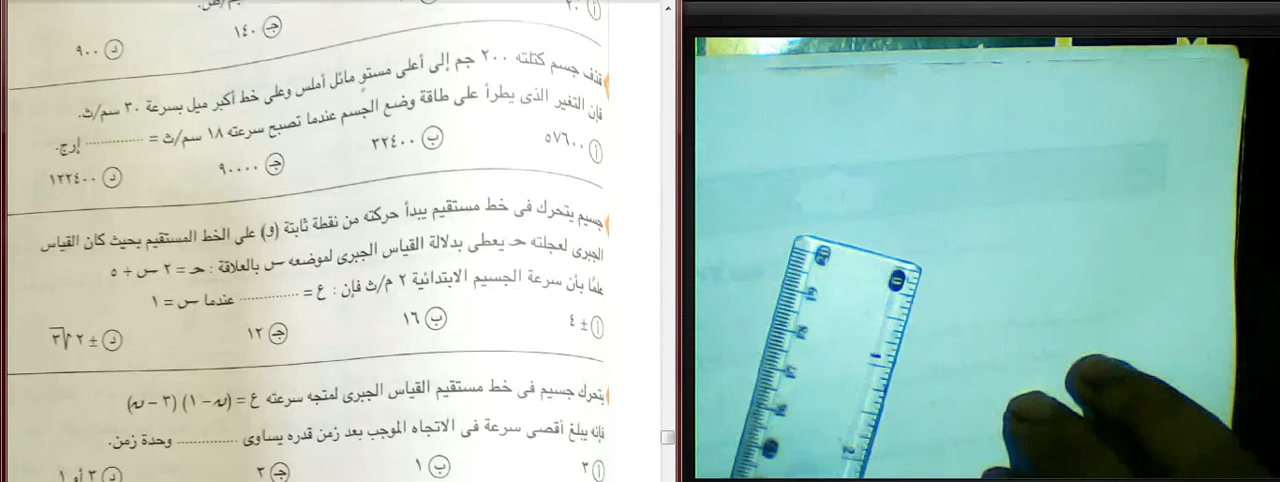 أ ٢٠
ج ١٤٠
د ٩٠٠
قذف جسم كتلته ٢٠٠ جم إلى أعلى مستوٍ مائل أملس وعلى خط أكبر ميل بسرعة ٣٠ سم/ث.
فإن التغير الذى يطرأ على طاقة وضع الجسم عندما تصبح سرعته ١٨ سم/ث = .............. إرج.
أ ٥٧٦٠٠ ب ٣٢٤٠٠ ج ٩٠٠٠٠ د ١٢٢٤٠٠
جسيم يتحرك فى خط مستقيم يبدأ حركته من نقطة ثابتة (و) على الخط المستقيم بحيث كان القياس
الجبرى لعجلته حـ يعطى بدلالة القياس الجبرى لموضعه س بالعلاقة : حـ = ٢ س + ٥
علمًا بأن سرعة الجسيم الابتدائية ٢ م/ث فإن : ع = .............. عندما س = ١
أ ± ٤ ب ١٦ ج ١٢ د ± ٢√٣
يتحرك جسيم فى خط مستقيم القياس الجبرى لمتجه سرعته ع = (ن - ١) (٣ - ن)
فإنه يبلغ أقصى سرعة فى الاتجاه الموجب بعد زمن قدره يساوى .............. وحدة زمن.
أ ٣ ب ١ ج ٢ د ٣ أو ١
0
1
2